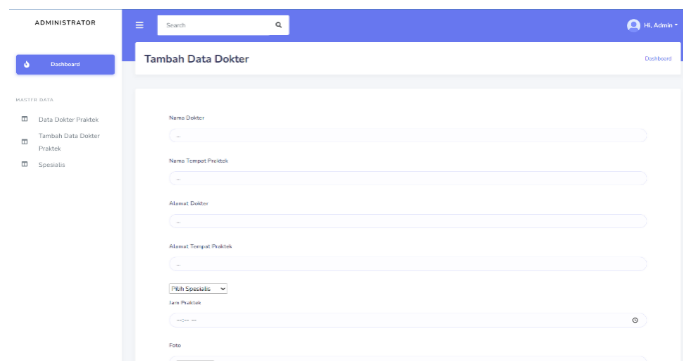 ADMINISTRATOR
Search
Hi, Admin
Dashboard
Tambah Data Dokter
Dashboard
MASTER DATA
Data Dokter Praktek
Tambah Data Dokter
Praktek
Spesialis
Nama Dokter
...
Nama Tempat Praktek
...
Alamat Dokter
...
Alamat Tempat Praktek
...
Pilih Spesialis
Jam Praktek
--:-- --
Foto